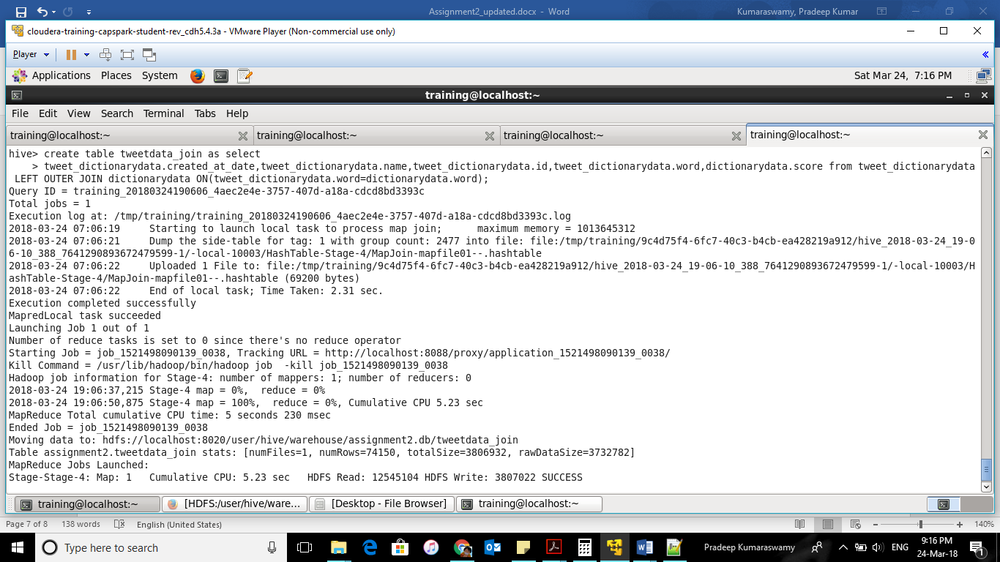 Assignment2_updated.docx - Word
Kumaraswamy, Pradeep Kumar
cloudera-training-capspark-student-rev_cdh5.4.3a - VMware Player (Non-commercial use only)
Player
Applications Places System
Sat Mar 24, 7:16 PM
training@localhost:~
File Edit View Search Terminal Tabs Help
training@localhost:~ training@localhost:~ training@localhost:~ training@localhost:~
hive> create table tweetdata_join as select
> tweet_dictionarydata.created_at_date,tweet_dictionarydata.name,tweet_dictionarydata.id,tweet_dictionarydata.word,dictionarydata.score from tweet_dictionarydata
LEFT OUTER JOIN dictionarydata ON(tweet_dictionarydata.word=dictionarydata.word);
Query ID = training_20180324190606_4aec2e4e-3757-407d-a18a-cdcd8bd3393c
Total jobs = 1
Execution log at: /tmp/training/training_20180324190606_4aec2e4e-3757-407d-a18a-cdcd8bd3393c.log
2018-03-24 07:06:19 Starting to launch local task to process map join; maximum memory = 1013645312
2018-03-24 07:06:21 Dump the side-table for tag: 1 with group count: 2477 into file: file:/tmp/training/9c4d75f4-6fc7-40c3-b4cb-ea428219a912/hive_2018-03-24_19-0
6-10_388_7641290893672479599-1/-local-10003/HashTable-Stage-4/MapJoin-mapfile01--.hashtable
2018-03-24 07:06:22 Uploaded 1 File to: file:/tmp/training/9c4d75f4-6fc7-40c3-b4cb-ea428219a912/hive_2018-03-24_19-06-10_388_7641290893672479599-1/-local-10003/H
ashTable-Stage-4/MapJoin-mapfile01--.hashtable (69200 bytes)
2018-03-24 07:06:22 End of local task; Time Taken: 2.31 sec.
Execution completed successfully
MapredLocal task succeeded
Launching Job 1 out of 1
Number of reduce tasks is set to 0 since there's no reduce operator
Starting Job = job_1521498090139_0038, Tracking URL = http://localhost:8088/proxy/application_1521498090139_0038/
Kill Command = /usr/lib/hadoop/bin/hadoop job -kill job_1521498090139_0038
Hadoop job information for Stage-4: number of mappers: 1; number of reducers: 0
2018-03-24 19:06:37,215 Stage-4 map = 0%, reduce = 0%
2018-03-24 19:06:50,875 Stage-4 map = 100%, reduce = 0%, Cumulative CPU 5.23 sec
MapReduce Total cumulative CPU time: 5 seconds 230 msec
Ended Job = job_1521498090139_0038
Moving data to: hdfs://localhost:8020/user/hive/warehouse/assignment2.db/tweetdata_join
Table assignment2.tweetdata_join stats: [numFiles=1, numRows=74150, totalSize=3806932, rawDataSize=3732782]
MapReduce Jobs Launched:
Stage-Stage-4: Map: 1 Cumulative CPU: 5.23 sec HDFS Read: 12545104 HDFS Write: 3807022 SUCCESS
training@localhost:~ [HDFS:/user/hive/ware... [Desktop - File Browser] training@localhost:~
Page 7 of 8 138 words English (United States) 140%
Type here to search
Pradeep Kumaraswamy
ENG
9:16 PM
24-Mar-18
1